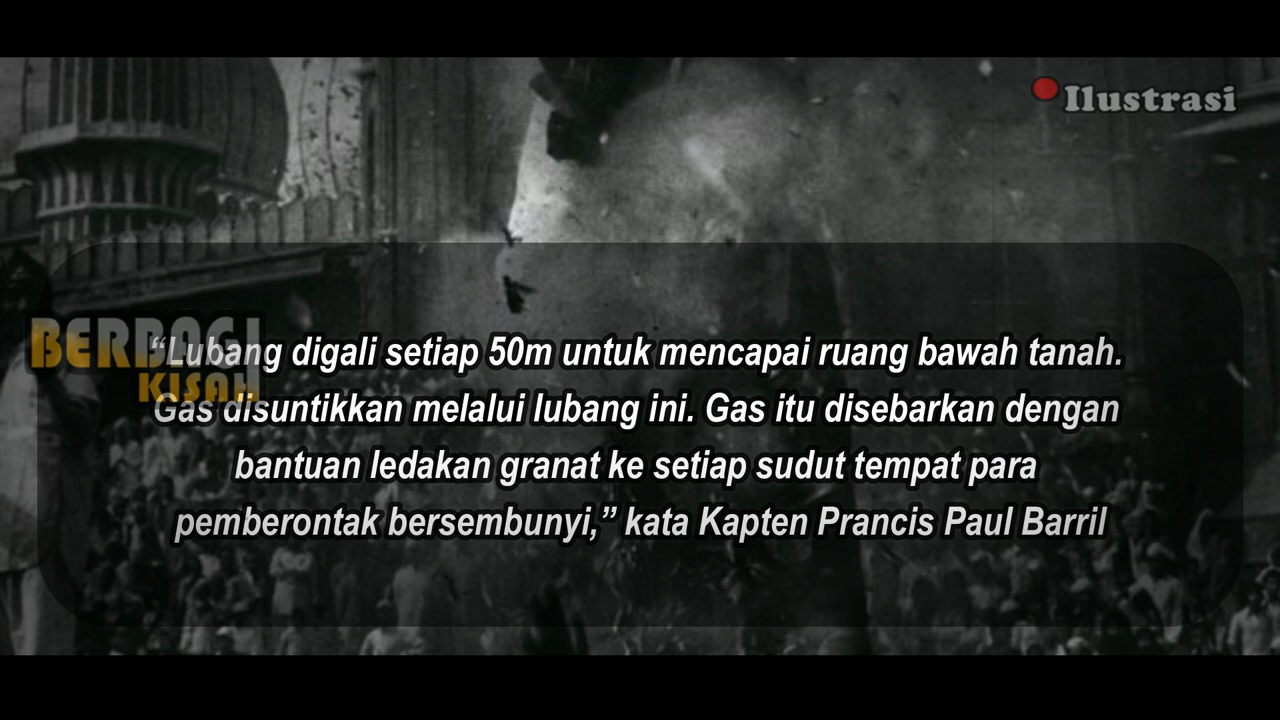 Ilustrasi
BERBAGI
KISAH
“Lubang digali setiap 50m untuk mencapai ruang bawah tanah.
Gas disuntikkan melalui lubang ini. Gas itu disebarkan dengan
bantuan ledakan granat ke setiap sudut tempat para
pemberontak bersembunyi,” kata Kapten Prancis Paul Barril